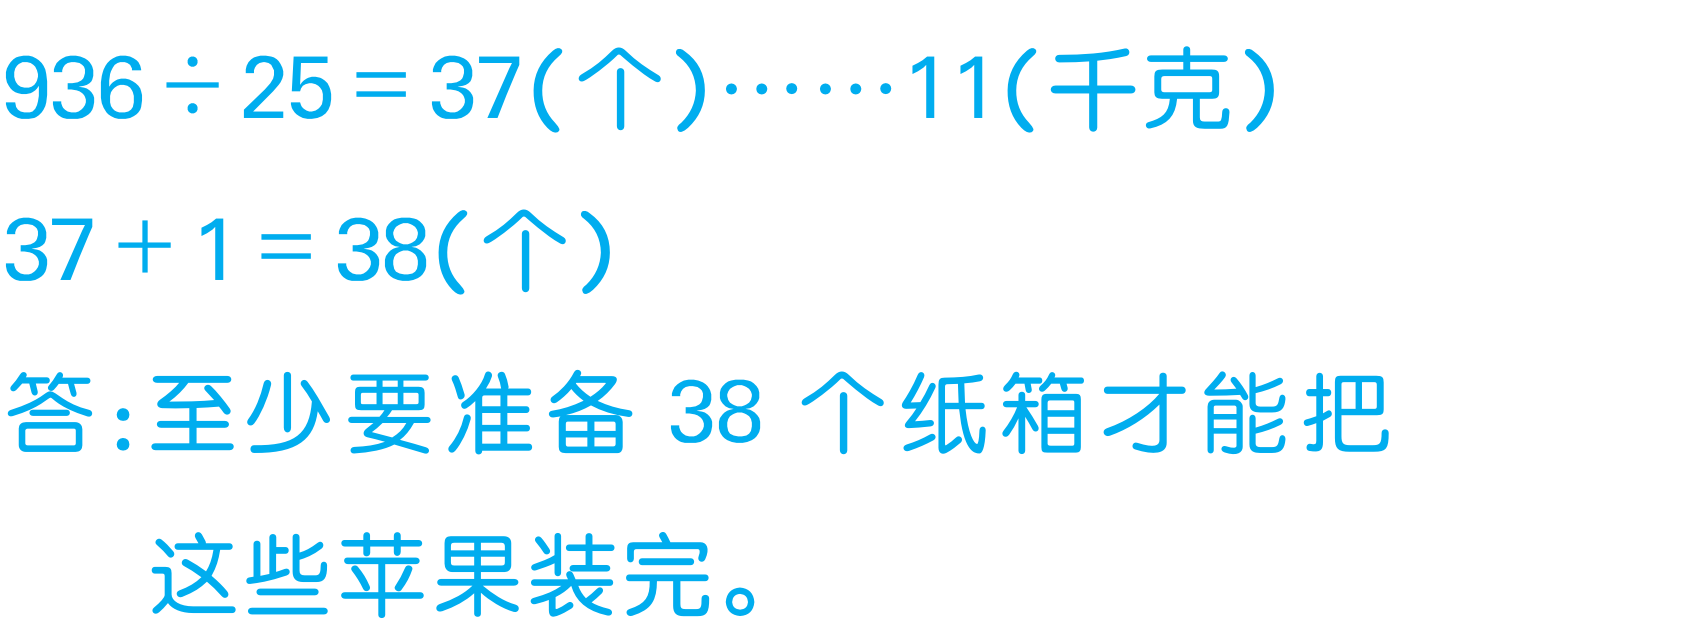 936÷25=37(个)······11(千克)
37+1=38(个)
答:至少要准备 38 个纸箱才能把
这些苹果装完。